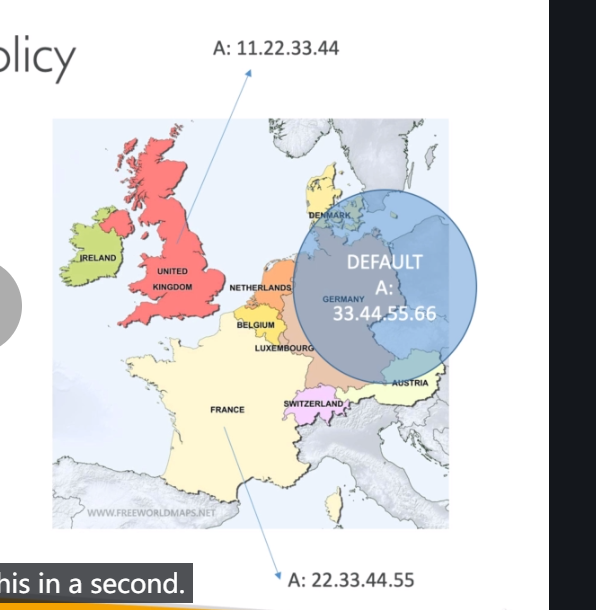 olicy
A: 11.22.33.44
DENMARK
IRELAND
UNITED
KINGDOM
NETHERLANDS
DEFAULT
A:
33.44.55.66
GERMANY
BELGIUM
LUXEMBOURG
AUSTRIA
SWITZERLAND
FRANCE
WWW.FREEWORLDMAPS.NET
his in a second.
A: 22.33.44.55